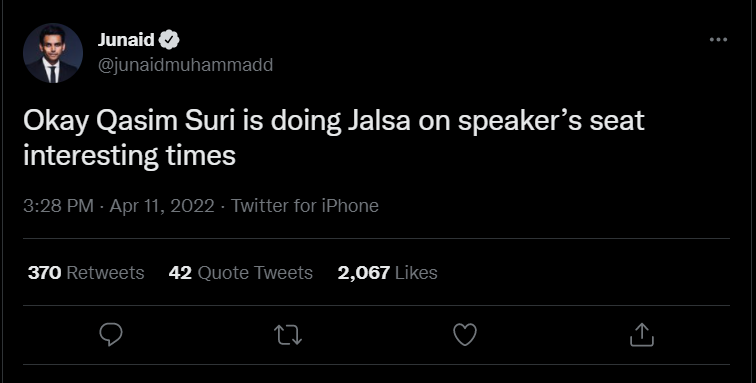 Junaid
@junaidmuhammadd
Okay Qasim Suri is doing Jalsa on speaker’s seat
interesting times
3:28 PM · Apr 11, 2022 · Twitter for iPhone
370 Retweets 42 Quote Tweets 2,067 Likes